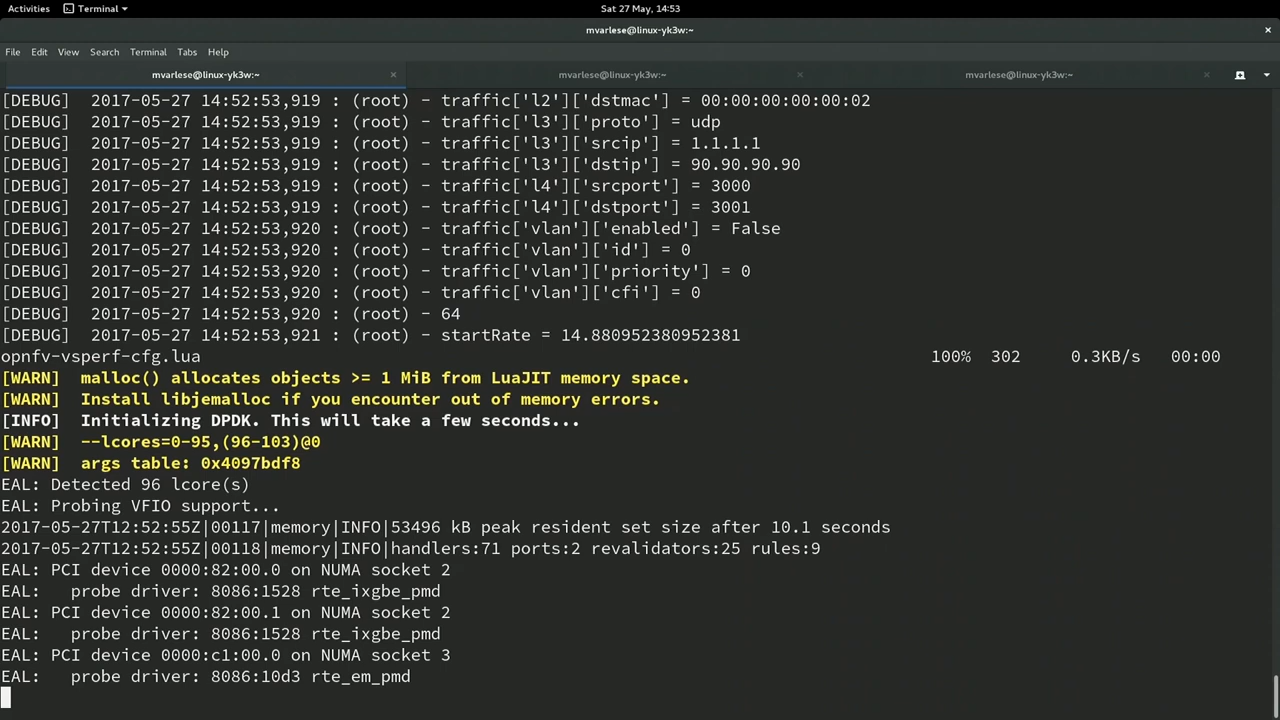 Activities Terminal Sat 27 May, 14:53
mvarlese@linux-yk3w:~
File Edit View Search Terminal Tabs Help
mvarlese@linux-yk3w:~ mvarlese@linux-yk3w:~ mvarlese@linux-yk3w:~
[DEBUG]  2017-05-27 14:52:53,919 : (root) - traffic['l2']['dstmac'] = 00:00:00:00:00:02
[DEBUG]  2017-05-27 14:52:53,919 : (root) - traffic['l3']['proto'] = udp
[DEBUG]  2017-05-27 14:52:53,919 : (root) - traffic['l3']['srcip'] = 1.1.1.1
[DEBUG]  2017-05-27 14:52:53,919 : (root) - traffic['l3']['dstip'] = 90.90.90.90
[DEBUG]  2017-05-27 14:52:53,919 : (root) - traffic['l4']['srcport'] = 3000
[DEBUG]  2017-05-27 14:52:53,919 : (root) - traffic['l4']['dstport'] = 3001
[DEBUG]  2017-05-27 14:52:53,919 : (root) - traffic['vlan']['enabled'] = False
[DEBUG]  2017-05-27 14:52:53,920 : (root) - traffic['vlan']['id'] = 0
[DEBUG]  2017-05-27 14:52:53,920 : (root) - traffic['vlan']['priority'] = 0
[DEBUG]  2017-05-27 14:52:53,920 : (root) - traffic['vlan']['cfi'] = 0
[DEBUG]  2017-05-27 14:52:53,920 : (root) - 64
[DEBUG]  2017-05-27 14:52:53,921 : (root) - startRate = 14.880952380952381
opnfv-vsperf-cfg.lua 100% 302 0.3KB/s 00:00
[WARN]  malloc() allocates objects >= 1 MiB from LuaJIT memory space.
[WARN]  Install libjemalloc if you encounter out of memory errors.
[INFO]  Initializing DPDK. This will take a few seconds...
[WARN]  --lcores=0-95,(96-103)@0
[WARN]  args table: 0x4097bdf8
EAL: Detected 96 lcore(s)
EAL: Probing VFIO support...
2017-05-27T12:52:55Z|00117|memory|INFO|53496 kB peak resident set size after 10.1 seconds
2017-05-27T12:52:55Z|00118|memory|INFO|handlers:71 ports:2 revalidators:25 rules:9
EAL: PCI device 0000:82:00.0 on NUMA socket 2
EAL:   probe driver: 8086:1528 rte_ixgbe_pmd
EAL: PCI device 0000:82:00.1 on NUMA socket 2
EAL:   probe driver: 8086:1528 rte_ixgbe_pmd
EAL: PCI device 0000:c1:00.0 on NUMA socket 3
EAL:   probe driver: 8086:10d3 rte_em_pmd